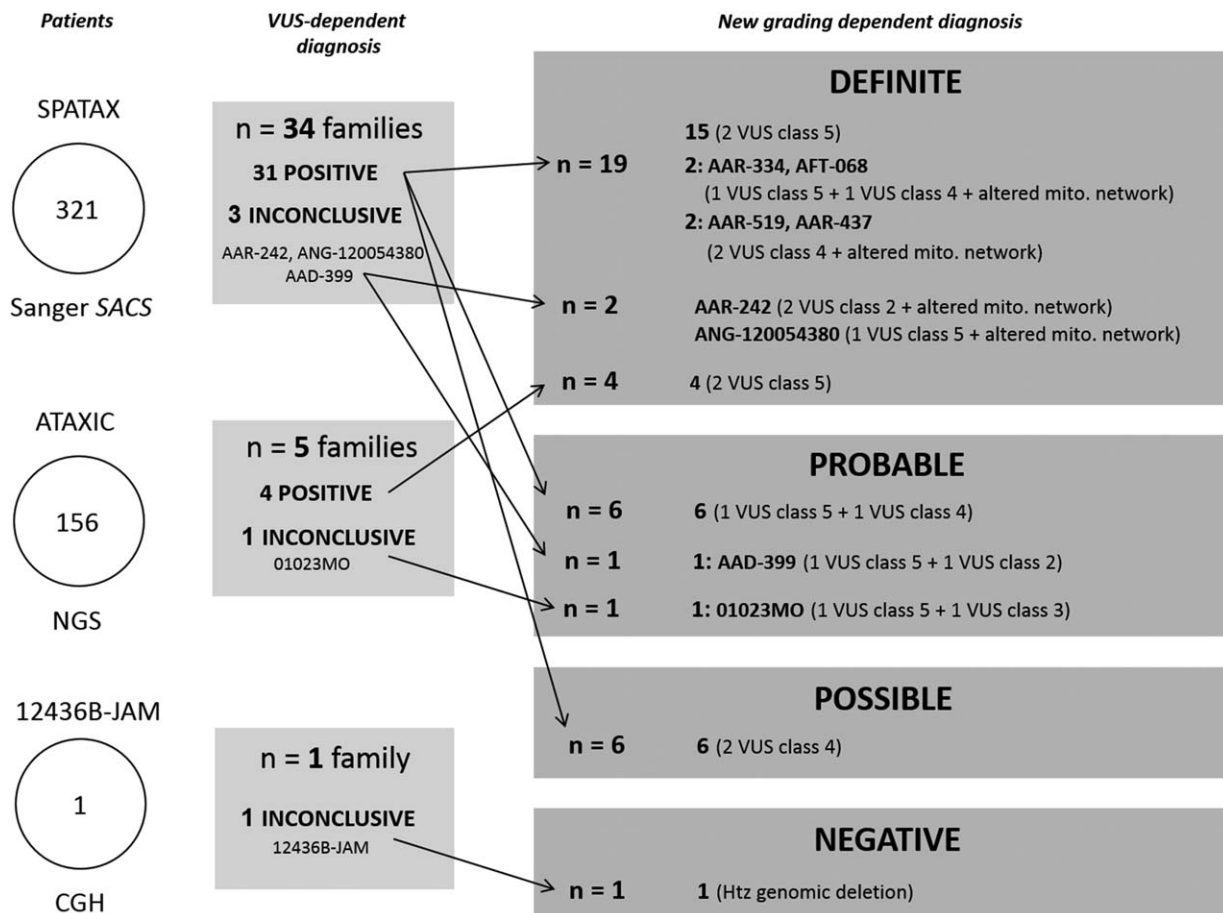 Patients
VUS-dependent
diagnosis
New grading dependent diagnosis
SPATAX
321
Sanger SACS
n = 34 families
31 POSITIVE
3 INCONCLUSIVE
AAR-242, ANG-120054380
AAD-399
DEFINITE
n = 19
15 (2 VUS class 5)
2: AAR-334, AFT-068
(1 VUS class 5 + 1 VUS class 4 + altered mito. network)
2: AAR-519, AAR-437
(2 VUS class 4 + altered mito. network)
n = 2
AAR-242 (2 VUS class 2 + altered mito. network)
ANG-120054380 (1 VUS class 5 + altered mito. network)
n = 4
4 (2 VUS class 5)
ATAXIC
156
NGS
n = 5 families
4 POSITIVE
1 INCONCLUSIVE
01023MO
PROBABLE
n = 6
6 (1 VUS class 5 + 1 VUS class 4)
n = 1
1: AAD-399 (1 VUS class 5 + 1 VUS class 2)
n = 1
1: 01023MO (1 VUS class 5 + 1 VUS class 3)
POSSIBLE
n = 6
6 (2 VUS class 4)
12436B-JAM
1
CGH
n = 1 family
1 INCONCLUSIVE
12436B-JAM
NEGATIVE
n = 1
1 (Htz genomic deletion)